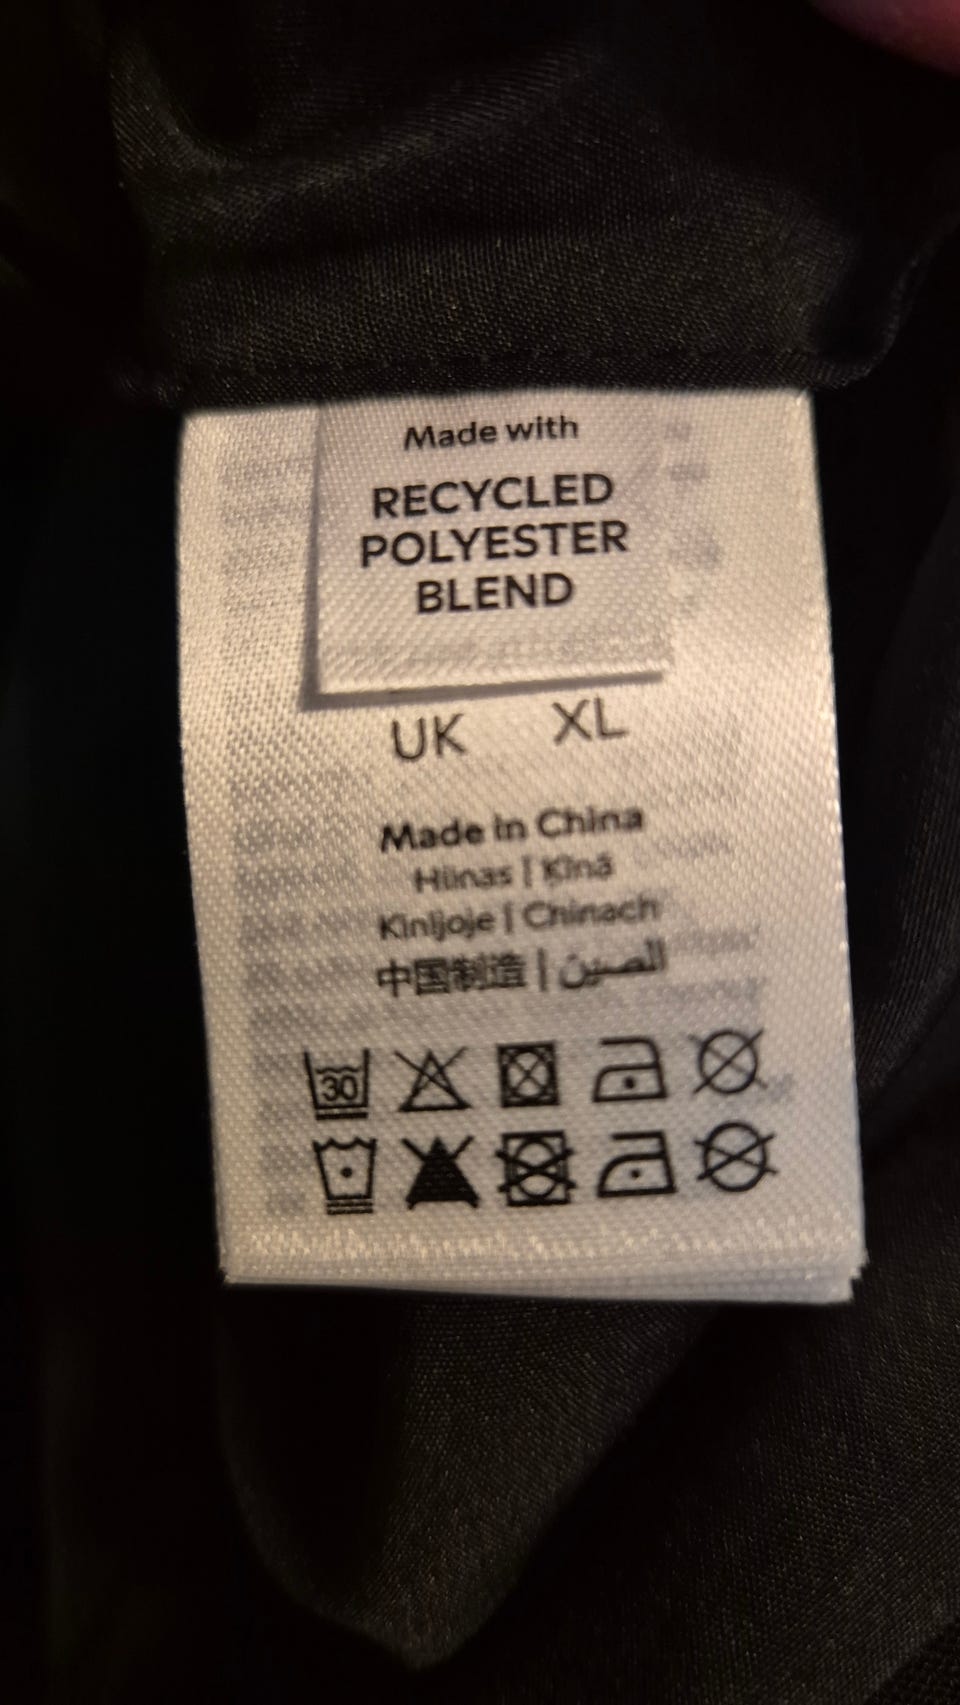 Made with
RECYCLED
POLYESTER
BLEND
UK XL
Made in China
Hiinas | Ķīnā
Kinijoje | Chinach
中国制造 | الصين
30